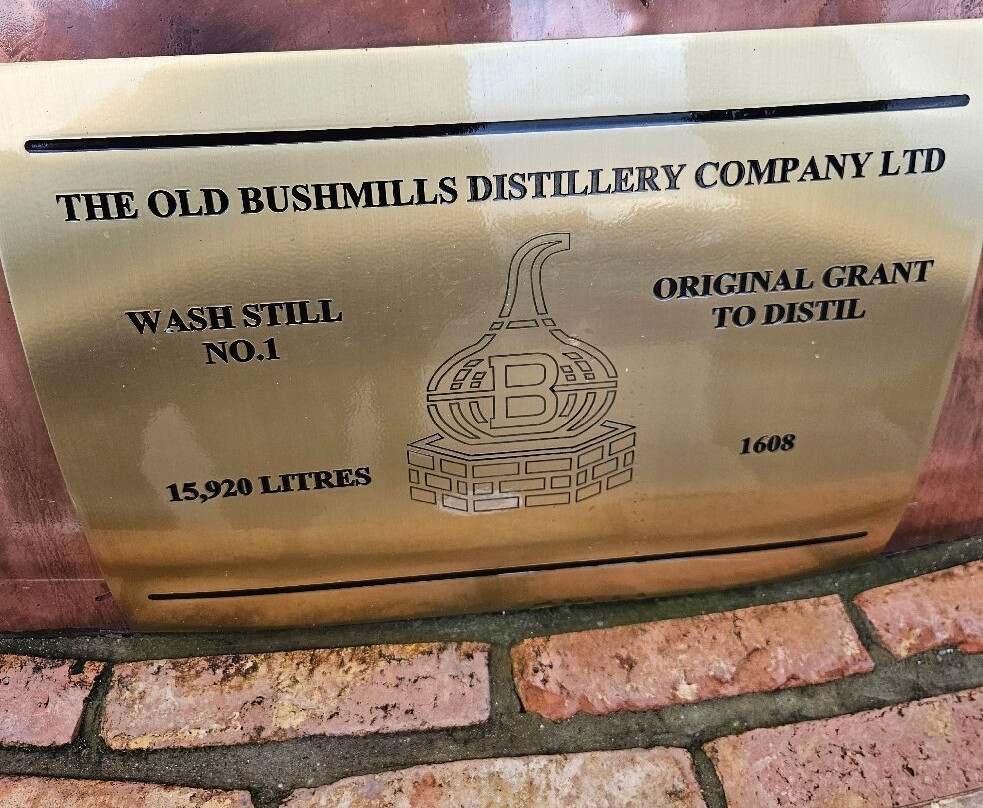 THE OLD BUSHMILLS DISTILLERY COMPANY LTD
WASH STILL
NO.1
ORIGINAL GRANT
TO DISTIL
B
15,920 LITRES
1608